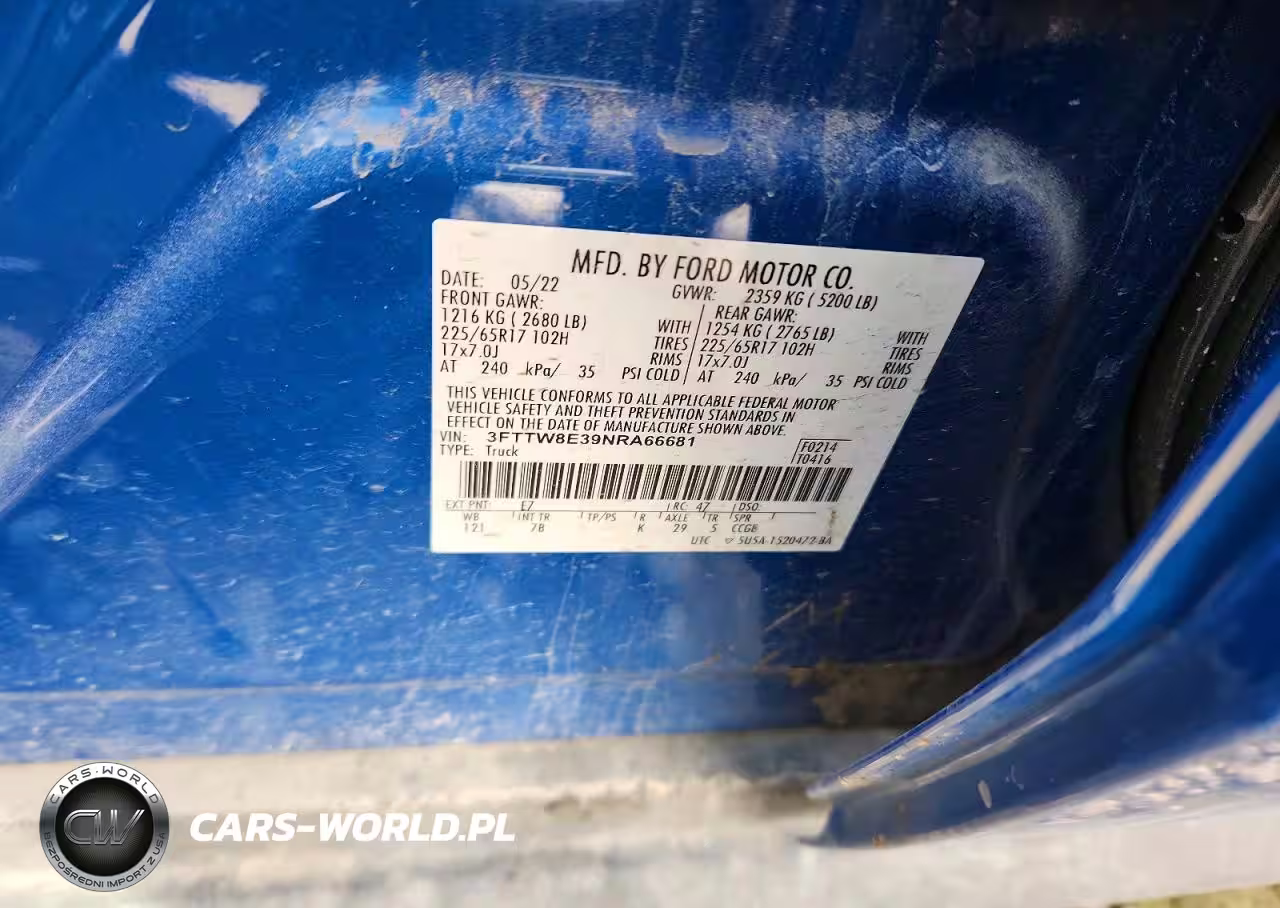 MFD. BY FORD MOTOR CO.
DATE: 05/22 GVWR: 2359 KG ( 5200 LB)
FRONT GAWR: REAR GAWR:
1216 KG ( 2680 LB) WITH 1254 KG ( 2765 LB) WITH
225/65R17 102H TIRES 225/65R17 102H TIRES
17x7.0J RIMS 17x7.0J RIMS
AT 240 kPa/ 35 PSI COLD AT 240 kPa/ 35 PSI COLD
THIS VEHICLE CONFORMS TO ALL APPLICABLE FEDERAL MOTOR
VEHICLE SAFETY AND THEFT PREVENTION STANDARDS IN
EFFECT ON THE DATE OF MANUFACTURE SHOWN ABOVE.
VIN: 3FTTW8E39NRA66681
TYPE: Truck
F0214
T0416
EXT PNT: E7 RC: 47 DSO:
WB INT TR TP/PS R AXLE TR SPR
121 7B K 29 5 CCGB
UTC ▽ 5U5A-1520472-BA
CARS-WORLD
CW
BEZPOŚREDNI IMPORT Z USA
CARS-WORLD.PL